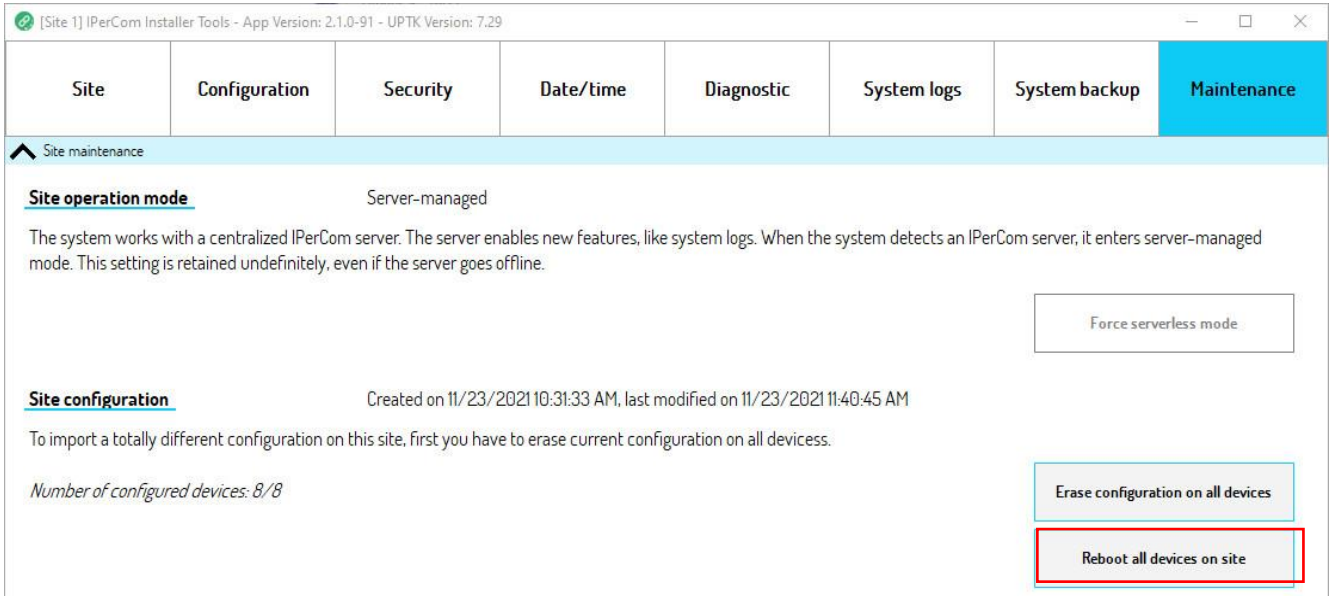 [Site 1] IPerCom Installer Tools - App Version: 2.1.0-91 - UPTK Version: 7.29
Site
Configuration
Security
Date/time
Diagnostic
System logs
System backup
Maintenance
Site maintenance
Site operation mode
Server-managed
The system works with a centralized IPerCom server. The server enables new features, like system logs. When the system detects an IPerCom server, it enters server-managed
mode. This setting is retained undefinitely, even if the server goes offline.
Force serverless mode
Site configuration
Created on 11/23/2021 10:31:33 AM, last modified on 11/23/2021 11:40:45 AM
To import a totally different configuration on this site, first you have to erase current configuration on all devicess.
Number of configured devices: 8/8
Erase configuration on all devices
Reboot all devices on site